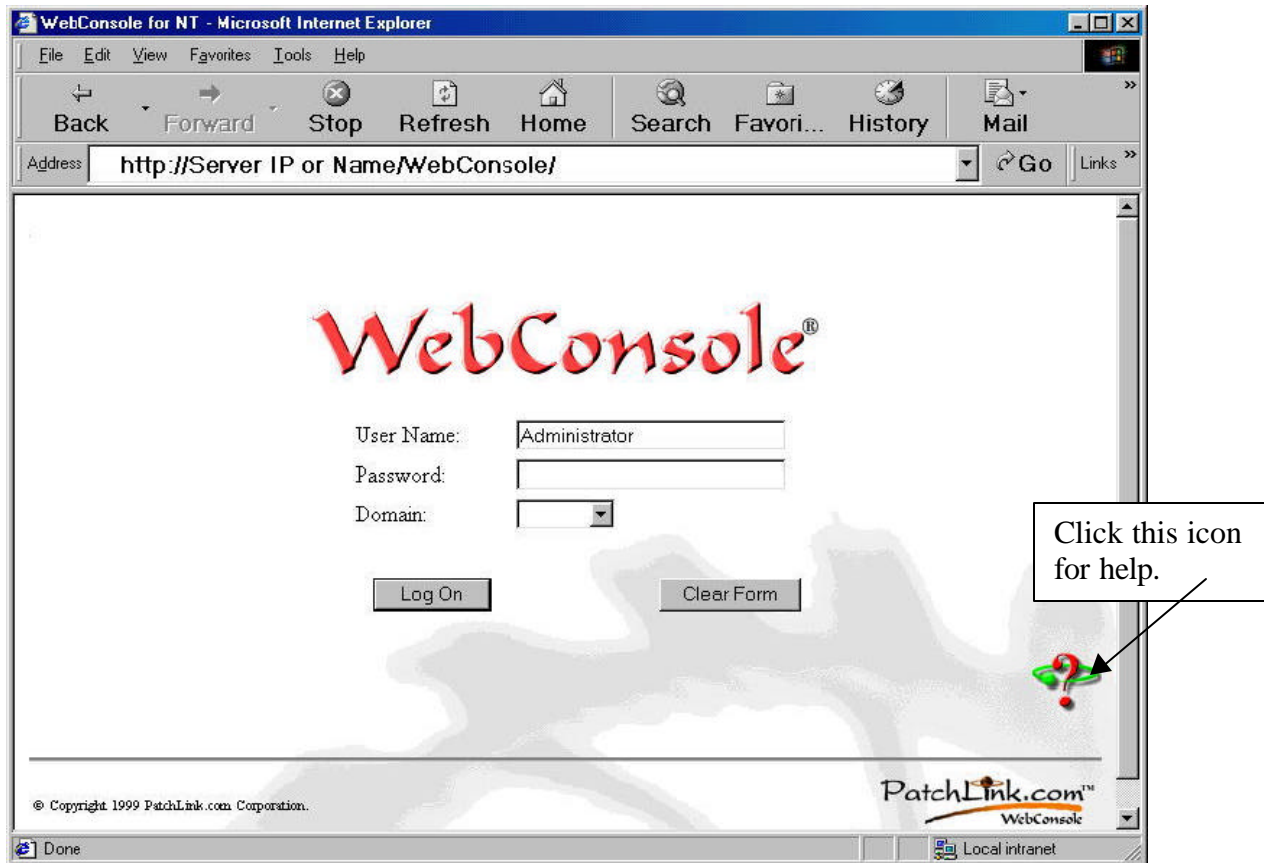 WebConsole for NT - Microsoft Internet Explorer
File Edit View Favorites Tools Help
Back Forward Stop Refresh Home Search Favori... History Mail »
Address http://Server IP or Name/WebConsole/ Go Links »
WebConsole®
User Name: Administrator
Password:
Domain:
Log On Clear Form
Click this icon
for help.
?
© Copyright 1999 PatchLink.com Corporation.
PatchLink.com™
WebConsole
Done Local intranet